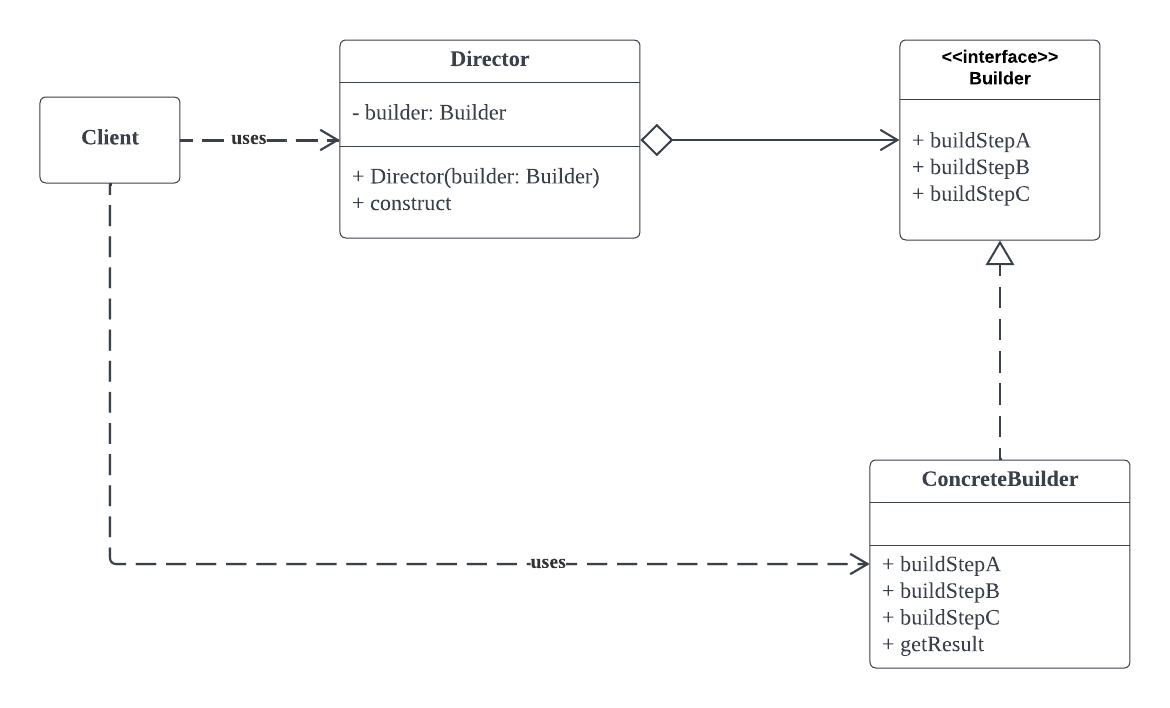 Client
uses
Director
- builder: Builder
+ Director(builder: Builder)
+ construct
<<interface>>
Builder
+ buildStepA
+ buildStepB
+ buildStepC
uses
ConcreteBuilder
+ buildStepA
+ buildStepB
+ buildStepC
+ getResult